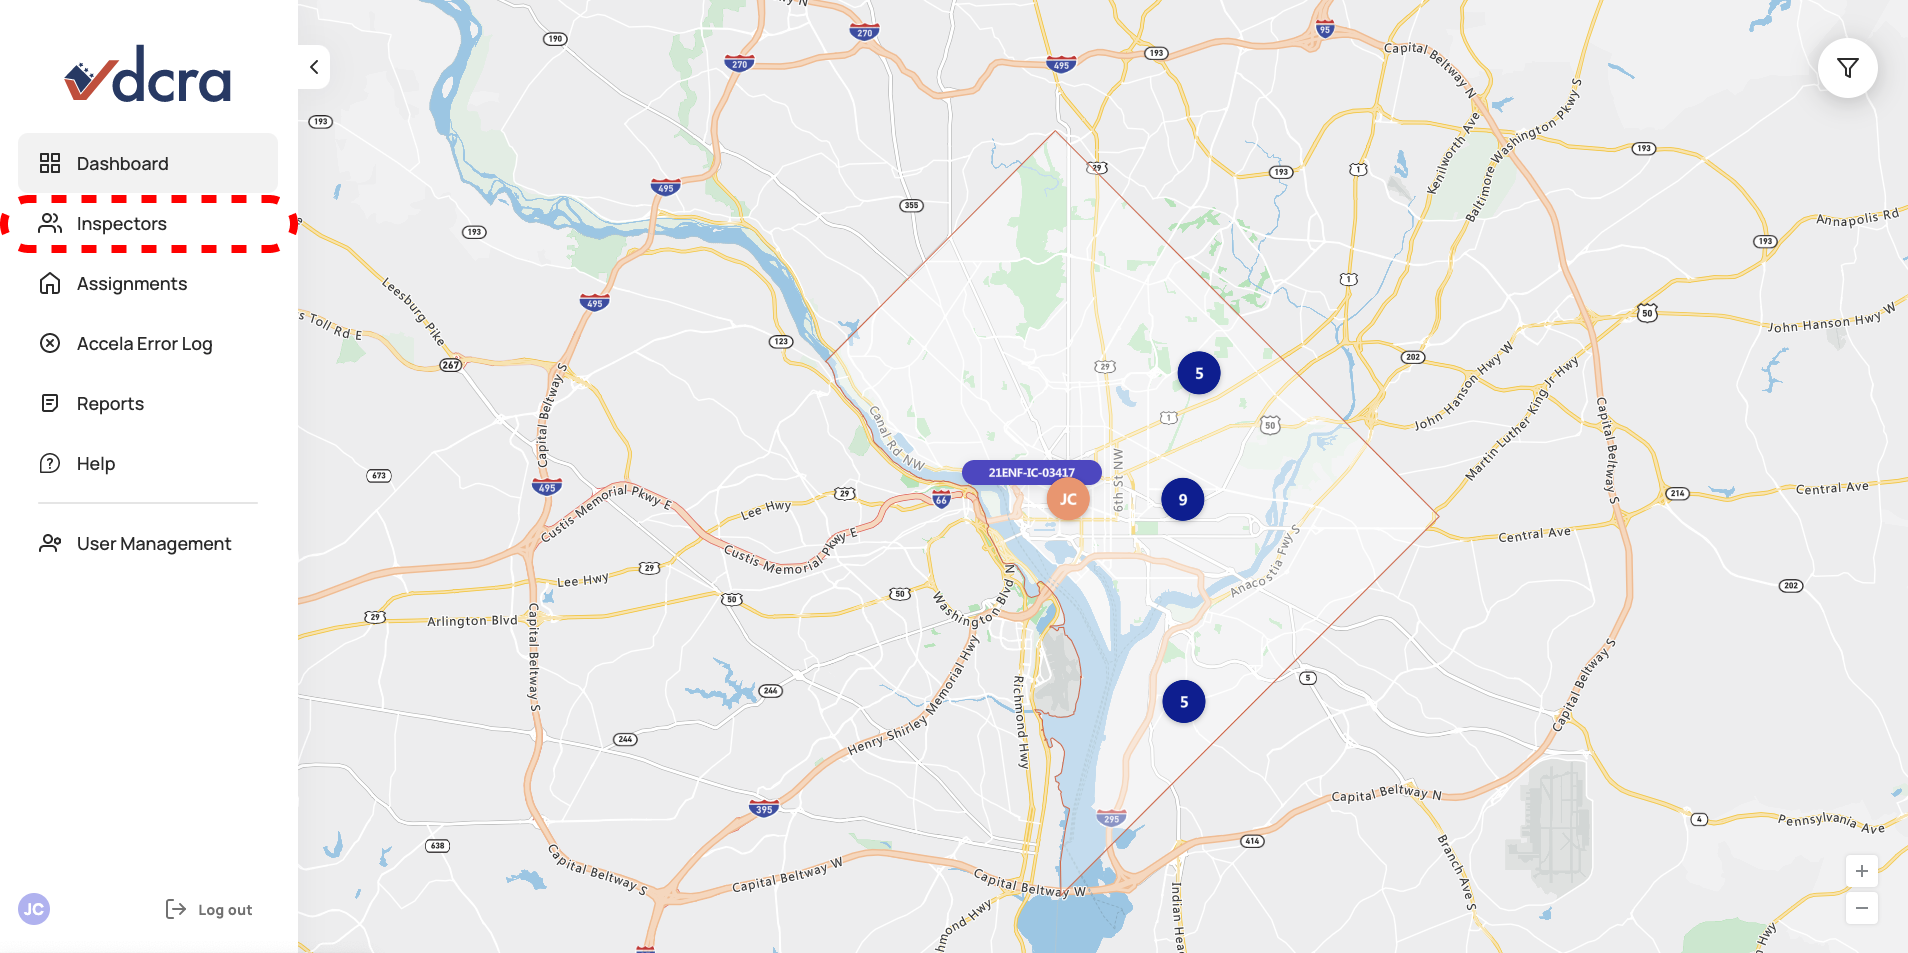 dcra
Dashboard
Inspectors
Assignments
Accela Error Log
Reports
Help
User Management
JC
Log out
190
270
270
495
193
95
Capital Beltway N
193
193
495
355
29
193
1
193
Kenilworth Ave
Baltimore Washington Pkwy S
Annapolis Rd
193
193
495
Leesburg Pike
s Toll Rd E
267
123
1
50
John Hanson Hwy W
202
John Hanson Hwy W
Martin Luther King Jr Hwy
29
5
1
50
Canal Rd NW
Capital Beltway S
Capital Beltway S
673
495
21ENF-IC-03417
JC
6th St NW
9
66
29
Lee Hwy
Custis Memorial Pkwy E
Custis Memorial Pkwy E
214
Central Ave
Central Ave
Anacostia Fwy S
29
Lee Hwy
50
50
29
Arlington Blvd
Washington Blvd N
202
Capital Beltway S
244
244
Henry Shirley Memorial Hwy
Richmond Hwy
5
5
Capital Beltway S
395
295
Capital Beltway N
638
414
4
Pennsylvania Ave
Branch Ave S
Capital Beltway S
Capital Beltway W
Capital Beltway W
mond Hwy
Indian Hea
Hwy